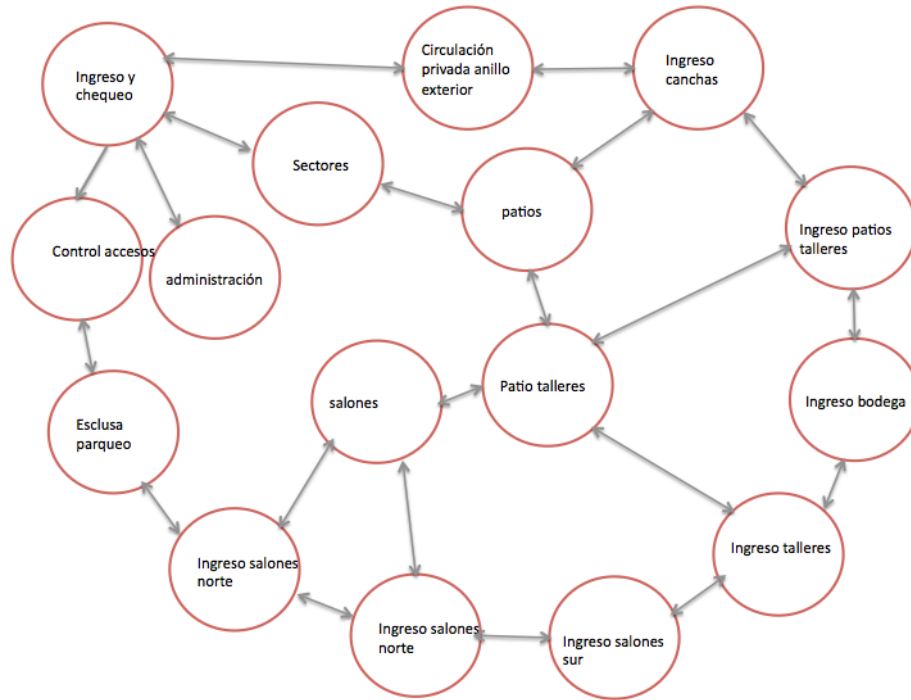 Ingreso y
chequeo
Circulación
privada anillo
exterior
Ingreso
canchas
Sectores
patios
Ingreso patios
talleres
Control accesos
administración
Patio talleres
Ingreso bodega
salones
Esclusa
parqueo
Ingreso talleres
Ingreso salones
norte
Ingreso salones
norte
Ingreso salones
sur